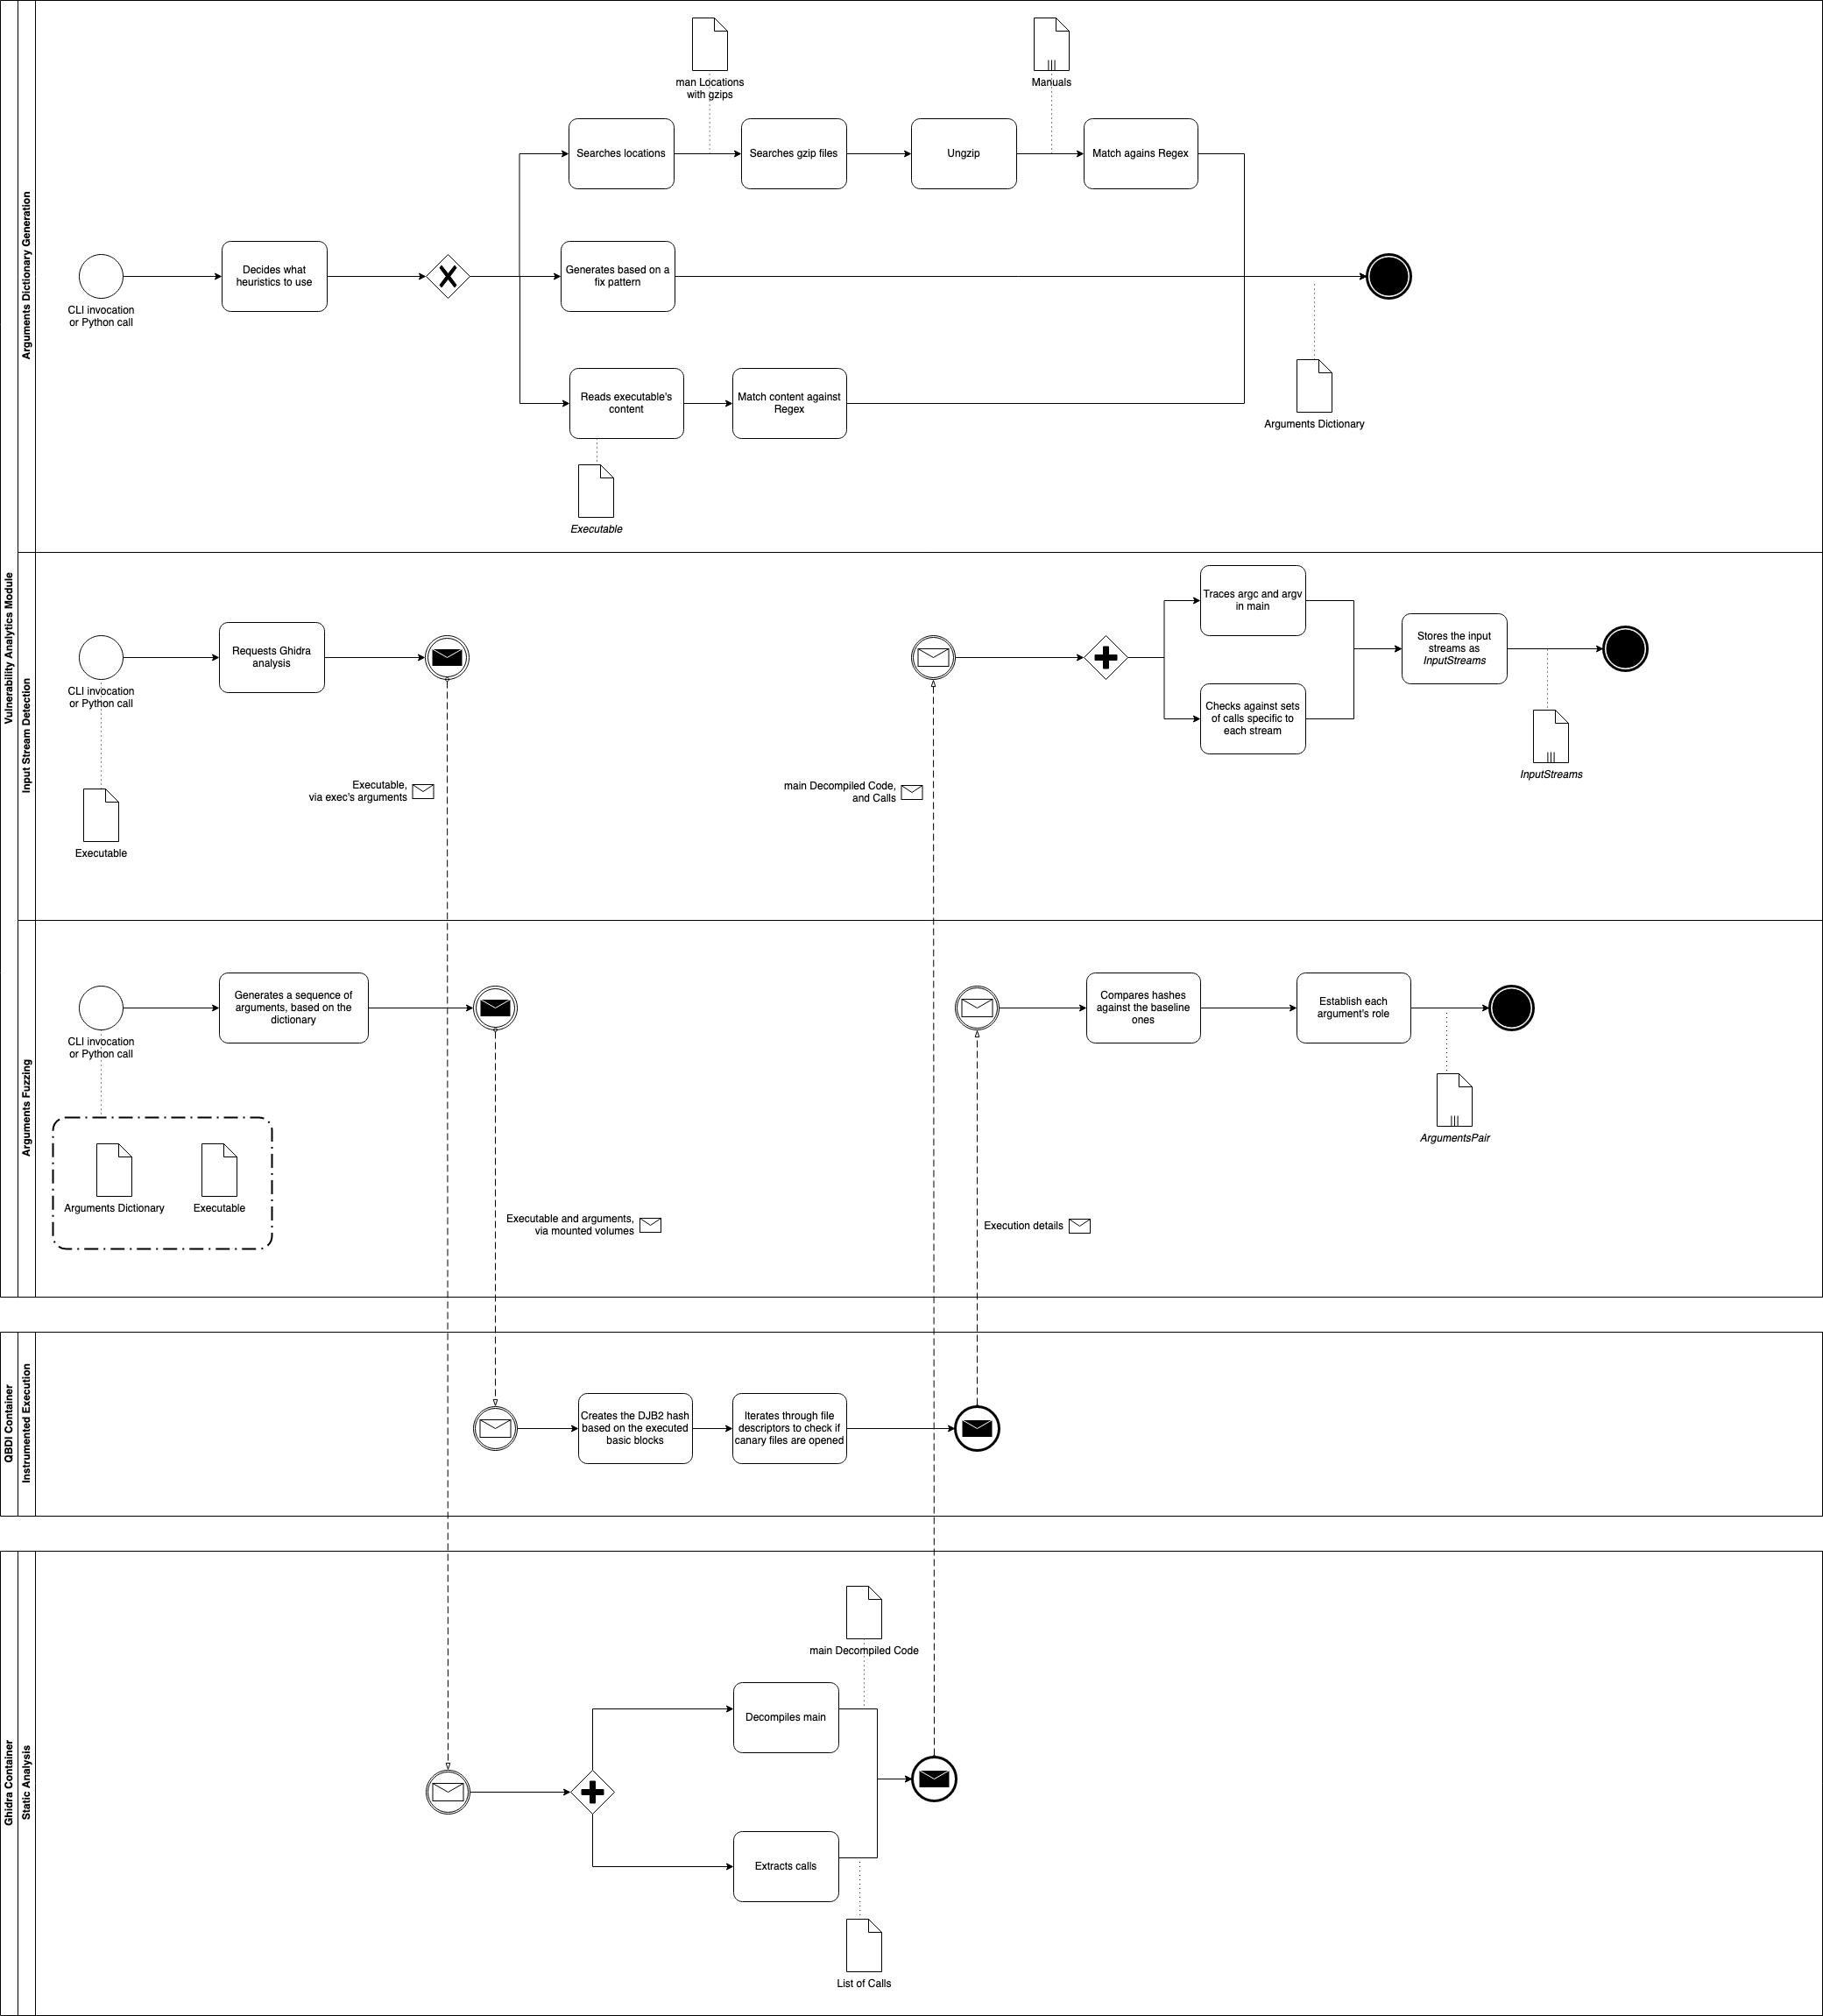 Vulnerability Analytics Module
Arguments Dictionary Generation
man Locations
with gzips
Manuals
Searches locations
Searches gzip files
Ungzip
Match agains Regex
CLI invocation
or Python call
Decides what
heuristics to use
Generates based on a
fix pattern
Reads executable's
content
Match content against
Regex
Arguments Dictionary
Executable
Input Stream Detection
CLI invocation
or Python call
Requests Ghidra
analysis
Traces argc and argv
in main
Checks against sets
of calls specific to
each stream
Stores the input
streams as
InputStreams
InputStreams
Executable,
via exec's arguments
main Decompiled Code,
and Calls
Executable
Arguments Fuzzing
CLI invocation
or Python call
Generates a sequence of
arguments, based on the
dictionary
Compares hashes
against the baseline
ones
Establish each
argument's role
ArgumentsPair
Arguments Dictionary
Executable
Executable and arguments,
via mounted volumes
Execution details
QBDI Container
Instrumented Execution
Creates the DJB2 hash
based on the executed
basic blocks
Iterates through file
descriptors to check if
canary files are opened
Ghidra Container
Static Analysis
main Decompiled Code
Decompiles main
Extracts calls
List of Calls